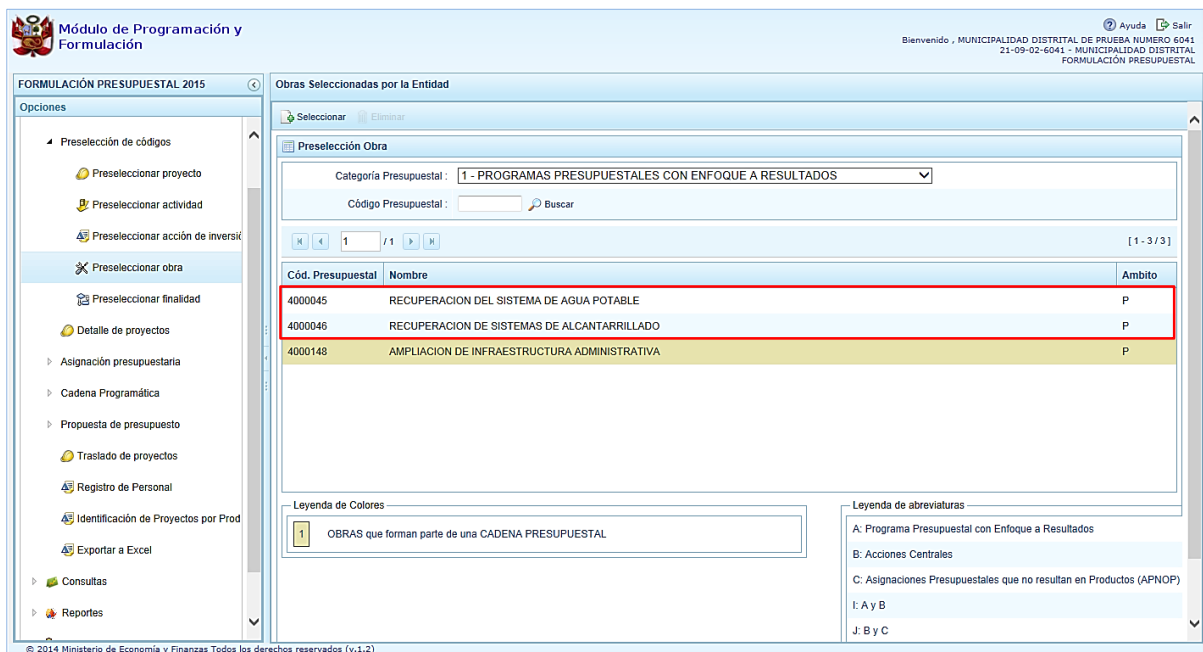 Módulo de Programación y
Formulación
Ayuda Salir
Bienvenido , MUNICIPALIDAD DISTRITAL DE PRUEBA NUMERO 6041
21-09-02-6041 - MUNICIPALIDAD DISTRITAL
FORMULACIÓN PRESUPUESTAL
FORMULACIÓN PRESUPUESTAL 2015
Opciones
Preselección de códigos
Preseleccionar proyecto
Preseleccionar actividad
Preseleccionar acción de inversió
Preseleccionar obra
Preseleccionar finalidad
Detalle de proyectos
Asignación presupuestaria
Cadena Programática
Propuesta de presupuesto
Traslado de proyectos
Registro de Personal
Identificación de Proyectos por Prod
Exportar a Excel
Consultas
Reportes
Obras Seleccionadas por la Entidad
Seleccionar Eliminar
Preselección Obra
Categoría Presupuestal : 1 - PROGRAMAS PRESUPUESTALES CON ENFOQUE A RESULTADOS
Código Presupuestal : Buscar
1 / 1 [ 1 - 3 / 3 ]
Cód. Presupuestal Nombre Ambito
4000045 RECUPERACION DEL SISTEMA DE AGUA POTABLE P
4000046 RECUPERACION DE SISTEMAS DE ALCANTARRILLADO P
4000148 AMPLIACION DE INFRAESTRUCTURA ADMINISTRATIVA P
Leyenda de Colores
1 OBRAS que forman parte de una CADENA PRESUPUESTAL
Leyenda de abreviaturas
A: Programa Presupuestal con Enfoque a Resultados
B: Acciones Centrales
C: Asignaciones Presupuestales que no resultan en Productos (APNOP)
I: A y B
J: B y C
© 2014 Ministerio de Economía y Finanzas Todos los derechos reservados (v.1.2)